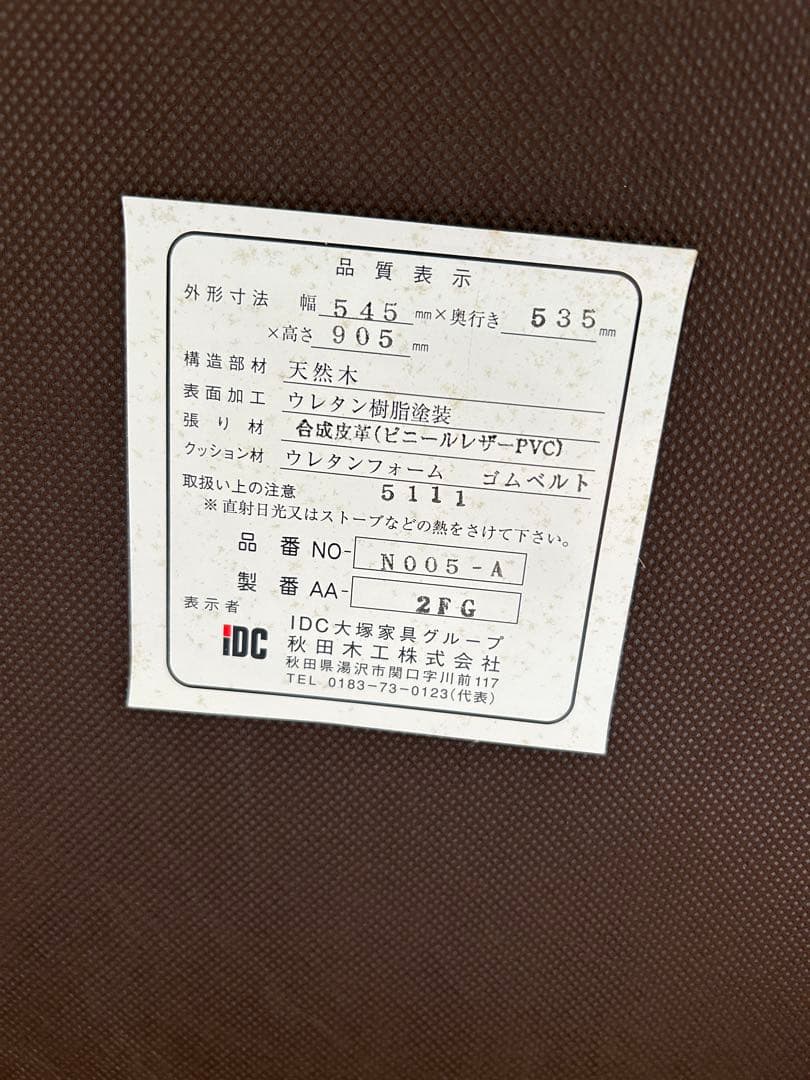 品質表示
外形寸法 幅 545 mm×奥行き 535 mm
×高さ 905 mm
構造部材 天然木
表面加工 ウレタン樹脂塗装
張り材 合成皮革(ビニールレザーPVC)
クッション材 ウレタンフォーム ゴムベルト
取扱い上の注意 5111
※直射日光又はストーブなどの熱をさけて下さい。
品番 NO- N005-A
製番 AA- 2FG
表示者
iDC IDC大塚家具グループ
秋田木工株式会社
秋田県湯沢市関口字川前117
TEL 0183-73-0123(代表)